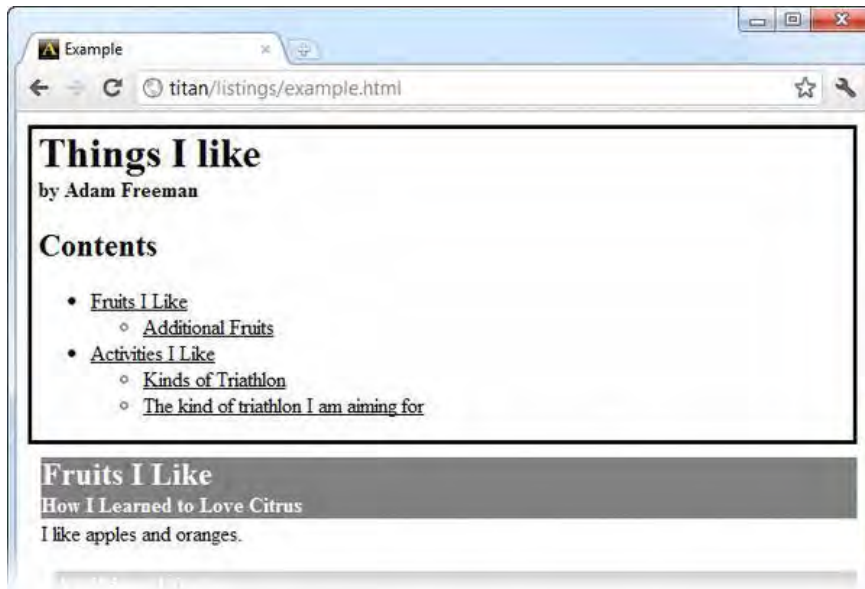 Example
titan/listings/example.html
Things I like
by Adam Freeman
Contents
Fruits I Like
Additional Fruits
Activities I Like
Kinds of Triathlon
The kind of triathlon I am aiming for
Fruits I Like
How I Learned to Love Citrus
I like apples and oranges.